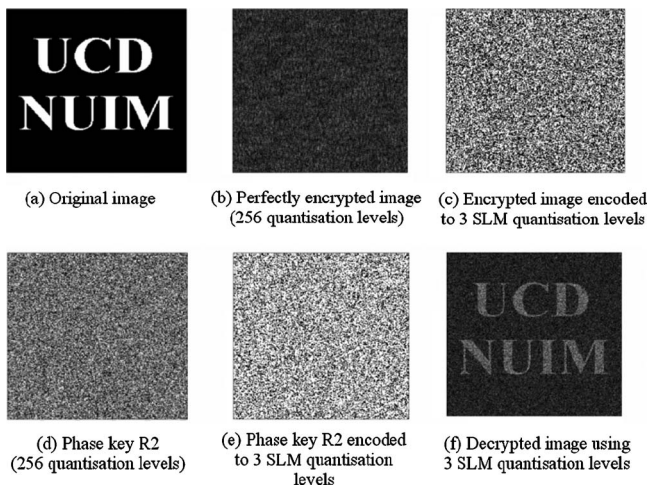 UCD
NUIM
(a) Original image
(b) Perfectly encrypted image
(256 quantisation levels)
(c) Encrypted image encoded
to 3 SLM quantisation levels
UCD
NUIM
(d) Phase key R2
(256 quantisation levels)
(e) Phase key R2 encoded
to 3 SLM quantisation
levels
(f) Decrypted image using
3 SLM quantisation levels